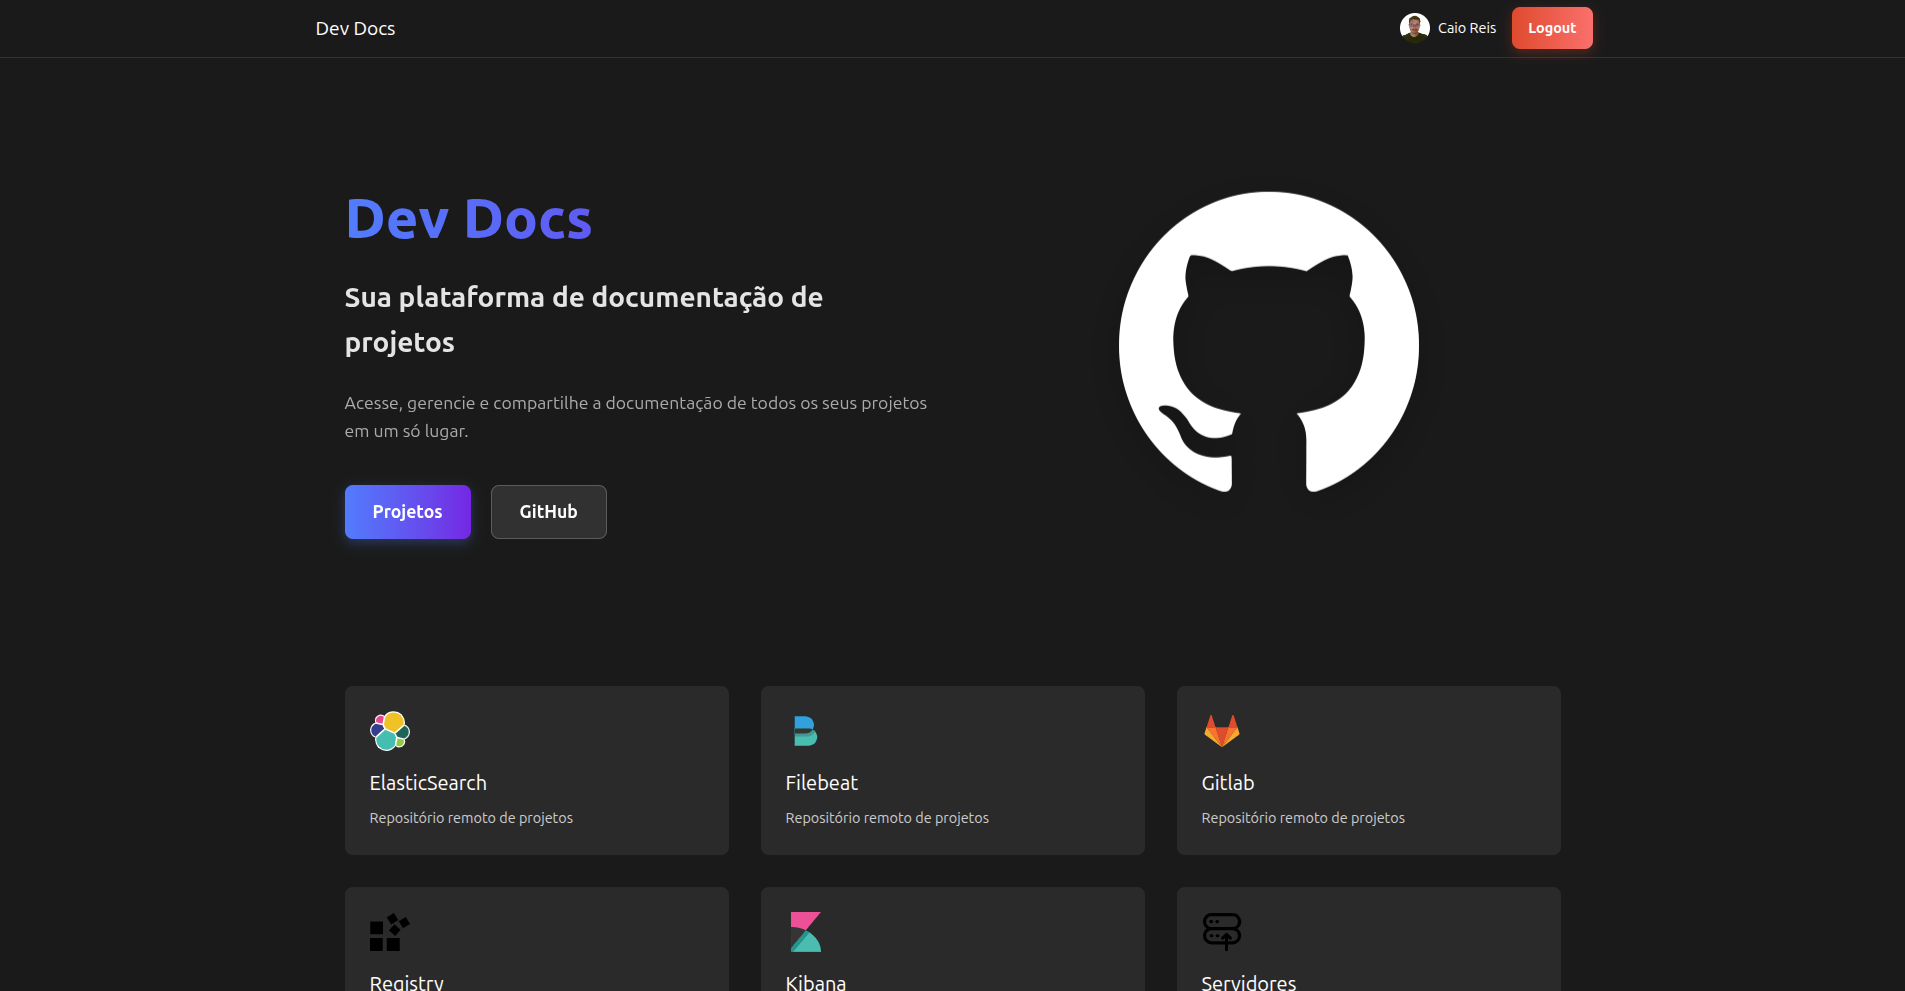 Dev Docs
Caio Reis
Logout
Dev Docs
Sua plataforma de documentação de
projetos
Acesse, gerencie e compartilhe a documentação de todos os seus projetos
em um só lugar.
Projetos
GitHub
ElasticSearch
Repositório remoto de projetos
Filebeat
Repositório remoto de projetos
Gitlab
Repositório remoto de projetos
Registry
Kibana
Servidores